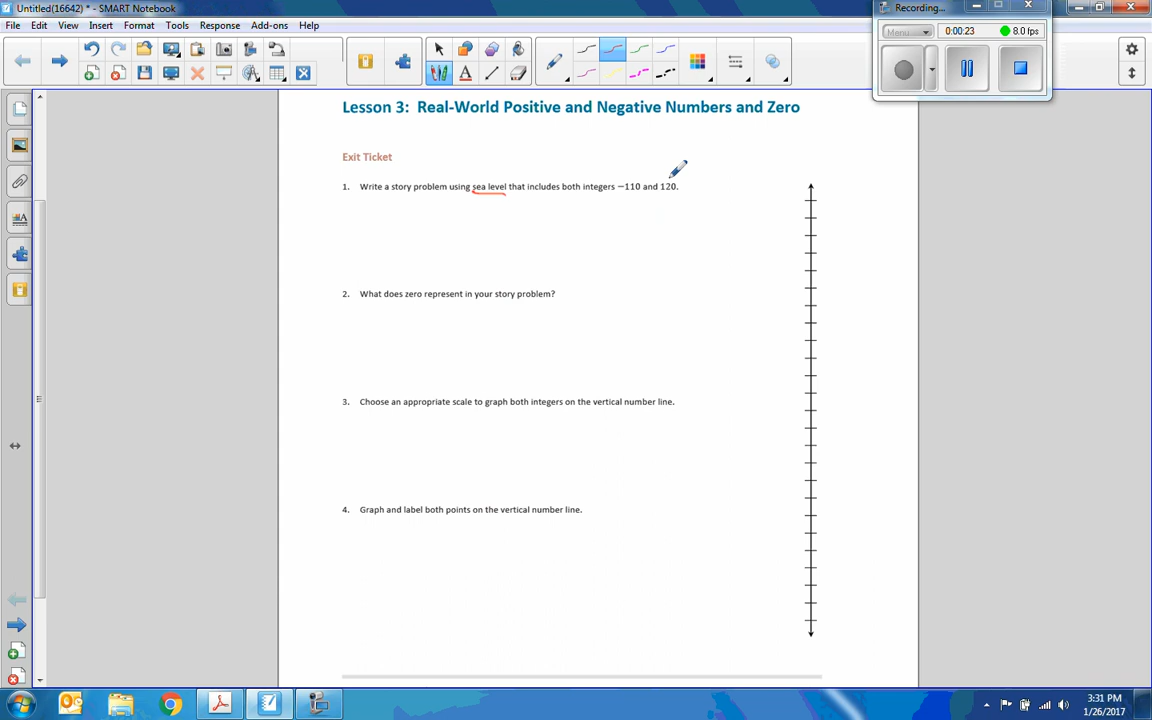 Untitled(16642) * - SMART Notebook
Recording...
File Edit View Insert Format Tools Response Add-ons Help
Menu
0:00:23
8.0 fps
Lesson 3: Real-World Positive and Negative Numbers and Zero
Exit Ticket
1. Write a story problem using sea level that includes both integers −110 and 120.
2. What does zero represent in your story problem?
3. Choose an appropriate scale to graph both integers on the vertical number line.
4. Graph and label both points on the vertical number line.
3:31 PM
1/26/2017